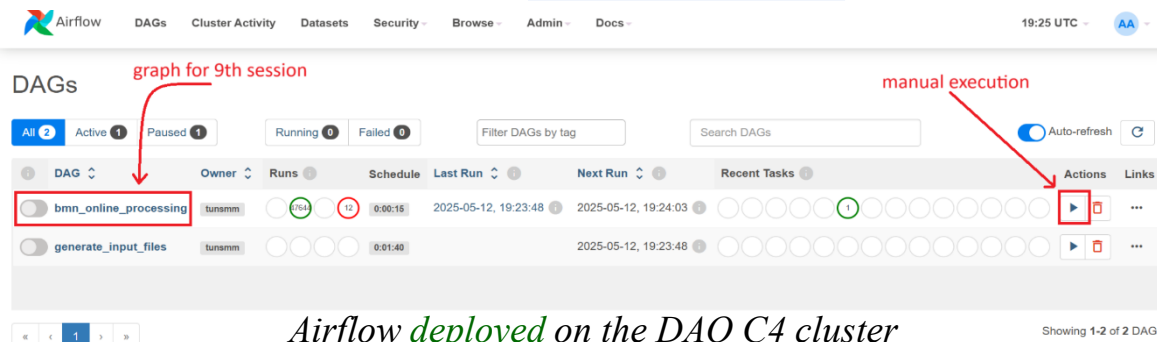 Airflow DAGs Cluster Activity Datasets Security Browse Admin Docs 19:25 UTC AA
graph for 9th session
manual execution
DAGs
All 2 Active 1 Paused 1 Running 0 Failed 0 Filter DAGs by tag Search DAGs Auto-refresh
DAG Owner Runs Schedule Last Run Next Run Recent Tasks Actions Links
bmn_online_processing tunsmm 47644 12 0:00:15 2025-05-12, 19:23:48 2025-05-12, 19:24:03 1
generate_input_files tunsmm 0:01:40 2025-05-12, 19:23:48
« ‹ 1 › » Showing 1-2 of 2 DAG
Airflow deployed on the DAQ C4 cluster